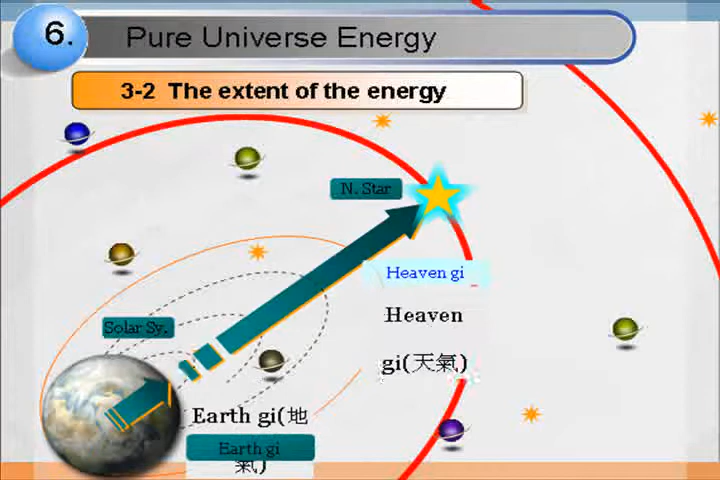 6.
Pure Universe Energy
3-2 The extent of the energy
N. Star
Heaven gi
Heaven
gi(天氣)
Solar Sy.
Earth gi(地
Earth gi
氣)